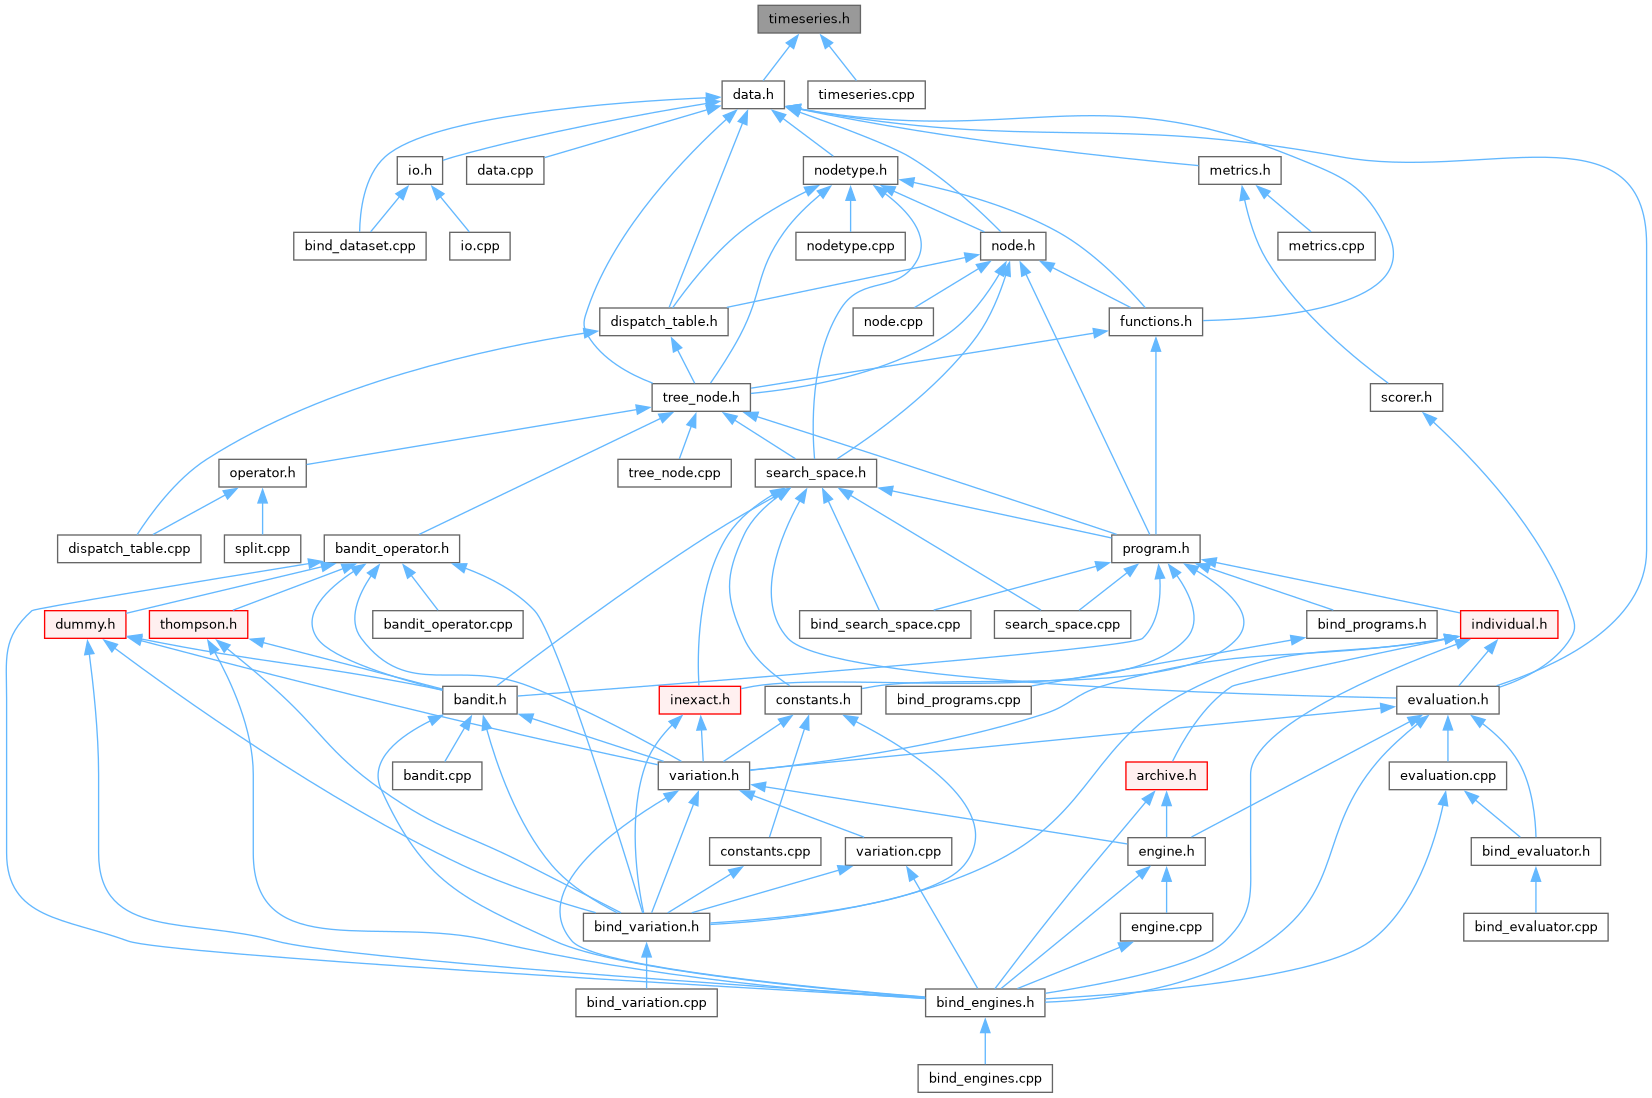 timeseries.h
data.h
timeseries.cpp
io.h
data.cpp
nodetype.h
metrics.h
bind_dataset.cpp
io.cpp
nodetype.cpp
node.h
metrics.cpp
dispatch_table.h
node.cpp
functions.h
tree_node.h
scorer.h
operator.h
tree_node.cpp
search_space.h
dispatch_table.cpp
split.cpp
bandit_operator.h
program.h
dummy.h
thompson.h
bandit_operator.cpp
bind_search_space.cpp
search_space.cpp
bind_programs.h
individual.h
bandit.h
inexact.h
constants.h
bind_programs.cpp
evaluation.h
bandit.cpp
variation.h
archive.h
evaluation.cpp
constants.cpp
variation.cpp
engine.h
bind_evaluator.h
bind_variation.h
engine.cpp
bind_evaluator.cpp
bind_variation.cpp
bind_engines.h
bind_engines.cpp